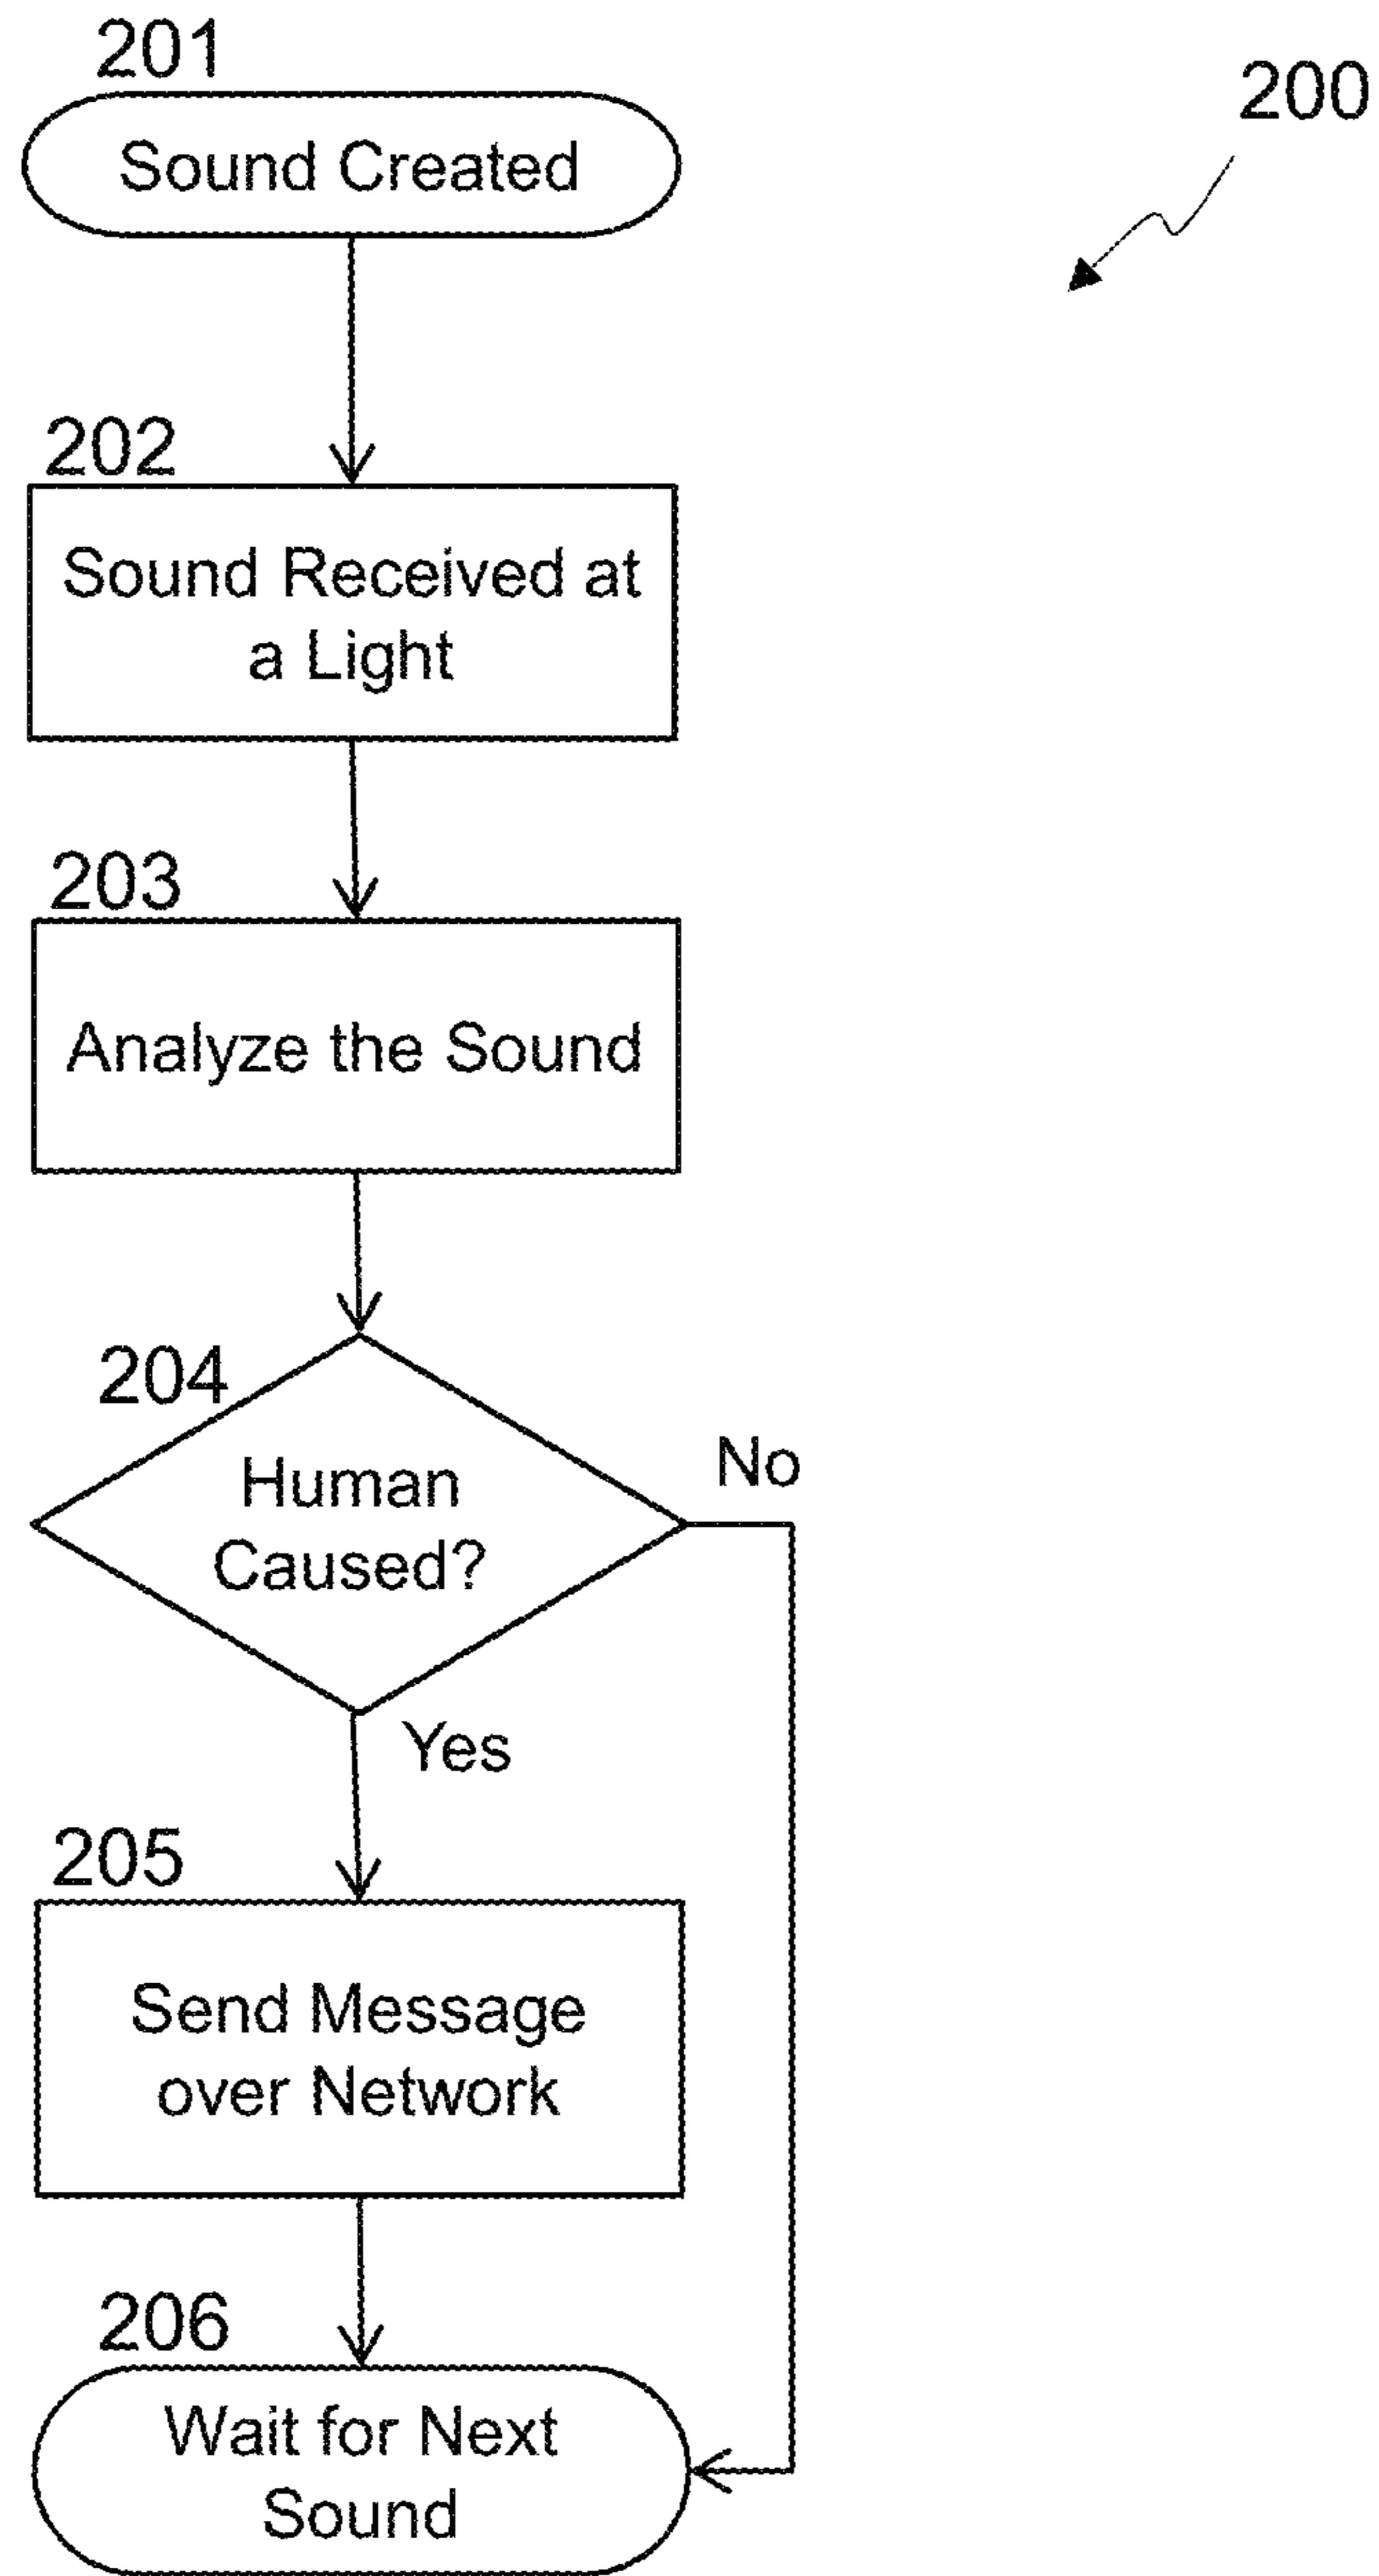 201
200
Sound Created
202
Sound Received at
a Light
203
Analyze the Sound
204
Human
Caused?
No
Yes
205
Send Message
over Network
206
Wait for Next
Sound